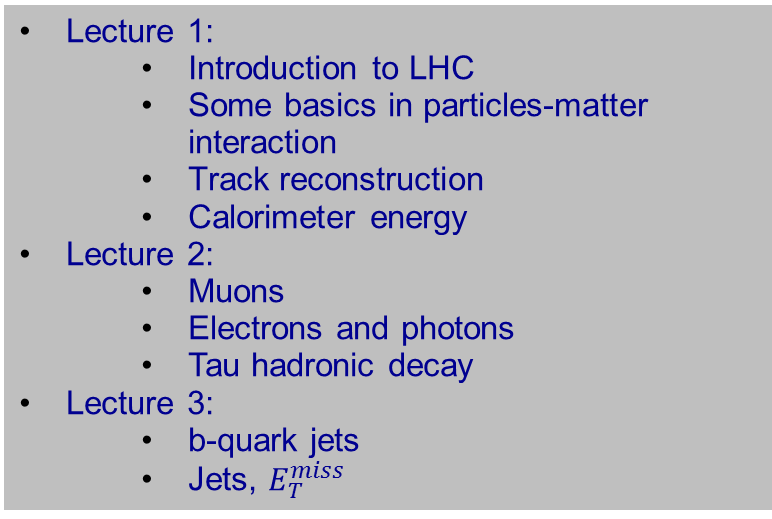 • Lecture 1:
• Introduction to LHC
• Some basics in particles-matter
interaction
• Track reconstruction
• Calorimeter energy
• Lecture 2:
• Muons
• Electrons and photons
• Tau hadronic decay
• Lecture 3:
• b-quark jets
• Jets, $E_T^{miss}$